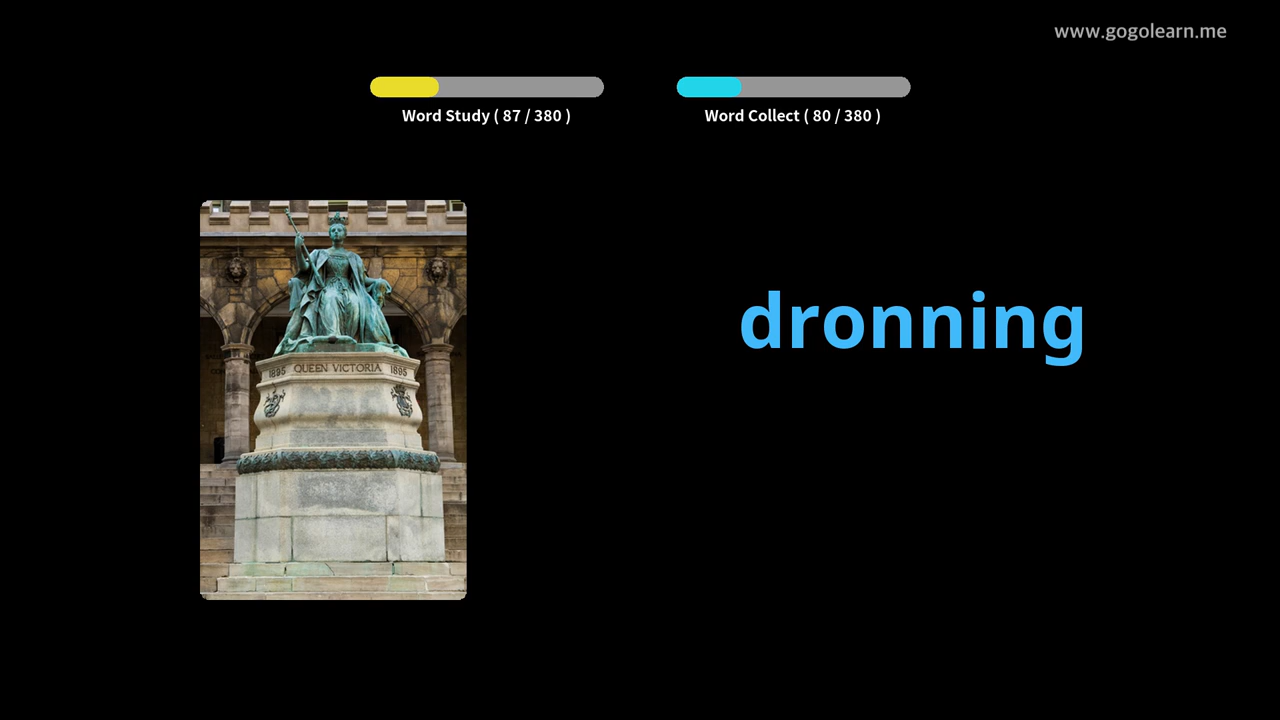 www.gogolearn.me
Word Study ( 87 / 380 )
Word Collect ( 80 / 380 )
dronning
1895 QUEEN VICTORIA 1895